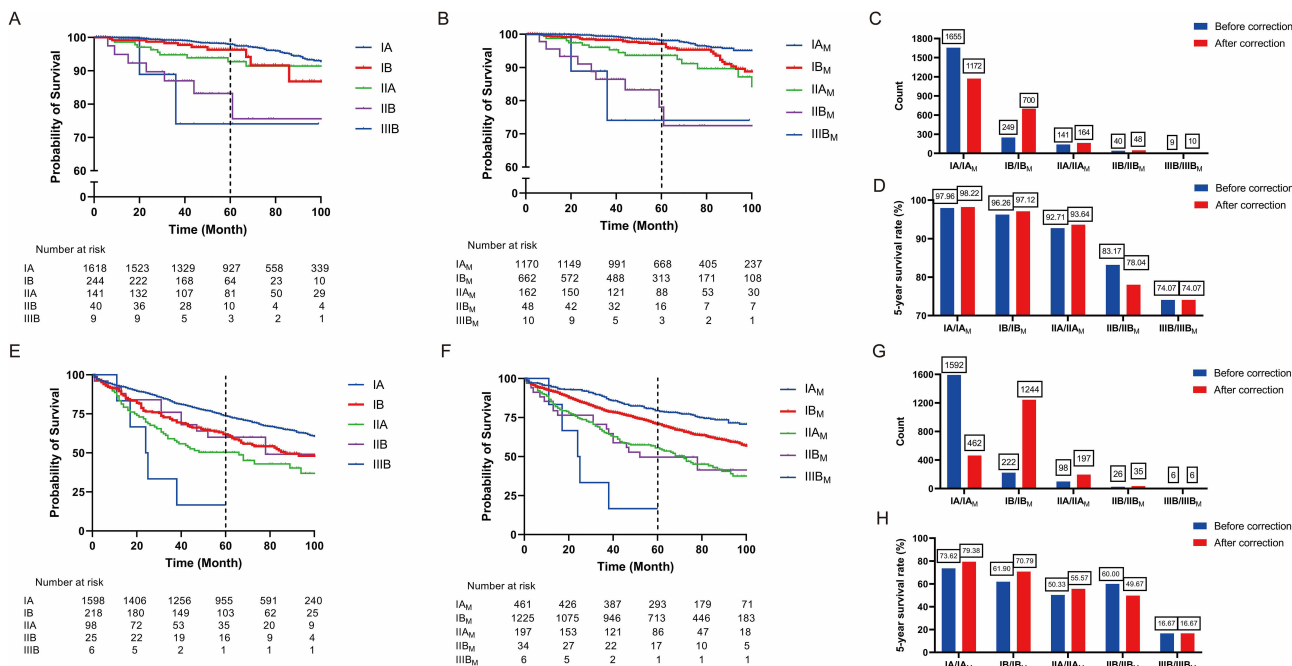 A
Probability of Survival
100
90
80
70
60
0
0 20 40 60 80 100
Time (Month)
IA
IB
IIA
IIB
IIIB
Number at risk
IA 1618 1523 1329 927 558 339
IB 244 222 168 64 23 10
IIA 141 132 107 81 50 29
IIB 40 36 28 10 4 4
IIIB 9 9 5 3 2 1
B
Probability of Survival
100
90
80
70
60
0
0 20 40 60 80 100
Time (Month)
IAM
IBM
IIAM
IIBM
IIIBM
Number at risk
IAM 1170 1149 991 668 405 237
IBM 662 572 488 313 171 108
IIAM 162 150 121 88 53 30
IIBM 48 42 32 16 7 7
IIIBM 10 9 5 3 2 1
C
Count
1800
1500
1200
900
600
300
0
1655 1172 249 700 141 164 40 48 9 10
IA/IAM IB/IBM IIA/IIAM IIB/IIBM IIIB/IIIBM
Before correction
After correction
D
5-year survival rate (%)
100
90
80
70
97.96 98.22 96.26 97.12 92.71 93.64 83.17 78.04 74.07 74.07
IA/IAM IB/IBM IIA/IIAM IIB/IIBM IIIB/IIIBM
Before correction
After correction
E
Probability of Survival
100
75
50
25
0
0 20 40 60 80 100
Time (Month)
IA
IB
IIA
IIB
IIIB
Number at risk
IA 1598 1406 1256 955 591 240
IB 218 180 149 103 62 25
IIA 98 72 53 35 20 9
IIB 25 22 19 16 9 4
IIIB 6 5 2 1 1 1
F
Probability of Survival
100
75
50
25
0
0 20 40 60 80 100
Time (Month)
IAM
IBM
IIAM
IIBM
IIIBM
Number at risk
IAM 461 426 387 293 179 71
IBM 1225 1075 946 713 446 183
IIAM 197 153 121 86 47 18
IIBM 34 27 22 17 10 5
IIIBM 6 5 2 1 1 1
G
Count
1600
1200
800
400
0
1592 462 222 1244 98 197 26 35 6 6
IA/IAM IB/IBM IIA/IIAM IIB/IIBM IIIB/IIIBM
Before correction
After correction
H
5-year survival rate (%)
100
80
60
40
20
0
73.62 79.38 61.90 70.79 50.33 55.57 60.00 49.67 16.67 16.67
IA/IAM IB/IBM IIA/IIAM IIB/IIBM IIIB/IIIBM
Before correction
After correction